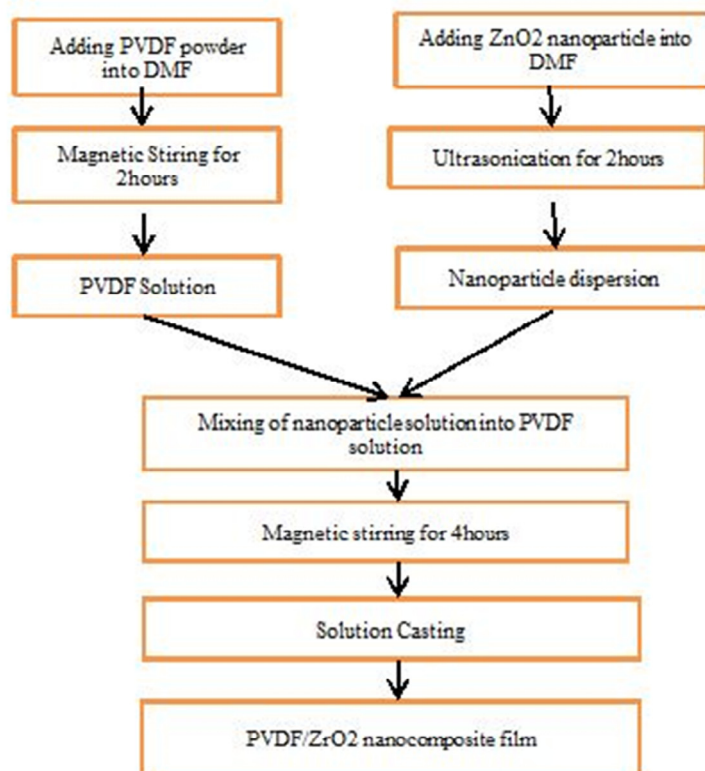 Adding PVDF powder
into DMF
Adding ZnO2 nanoparticle into
DMF
Magnetic Stiring for
2hours
Ultrasonication for 2hours
PVDF Solution
Nanoparticle dispersion
Mixing of nanoparticle solution into PVDF
solution
Magnetic stirring for 4hours
Solution Casting
PVDF/ZrO2 nanocomposite film